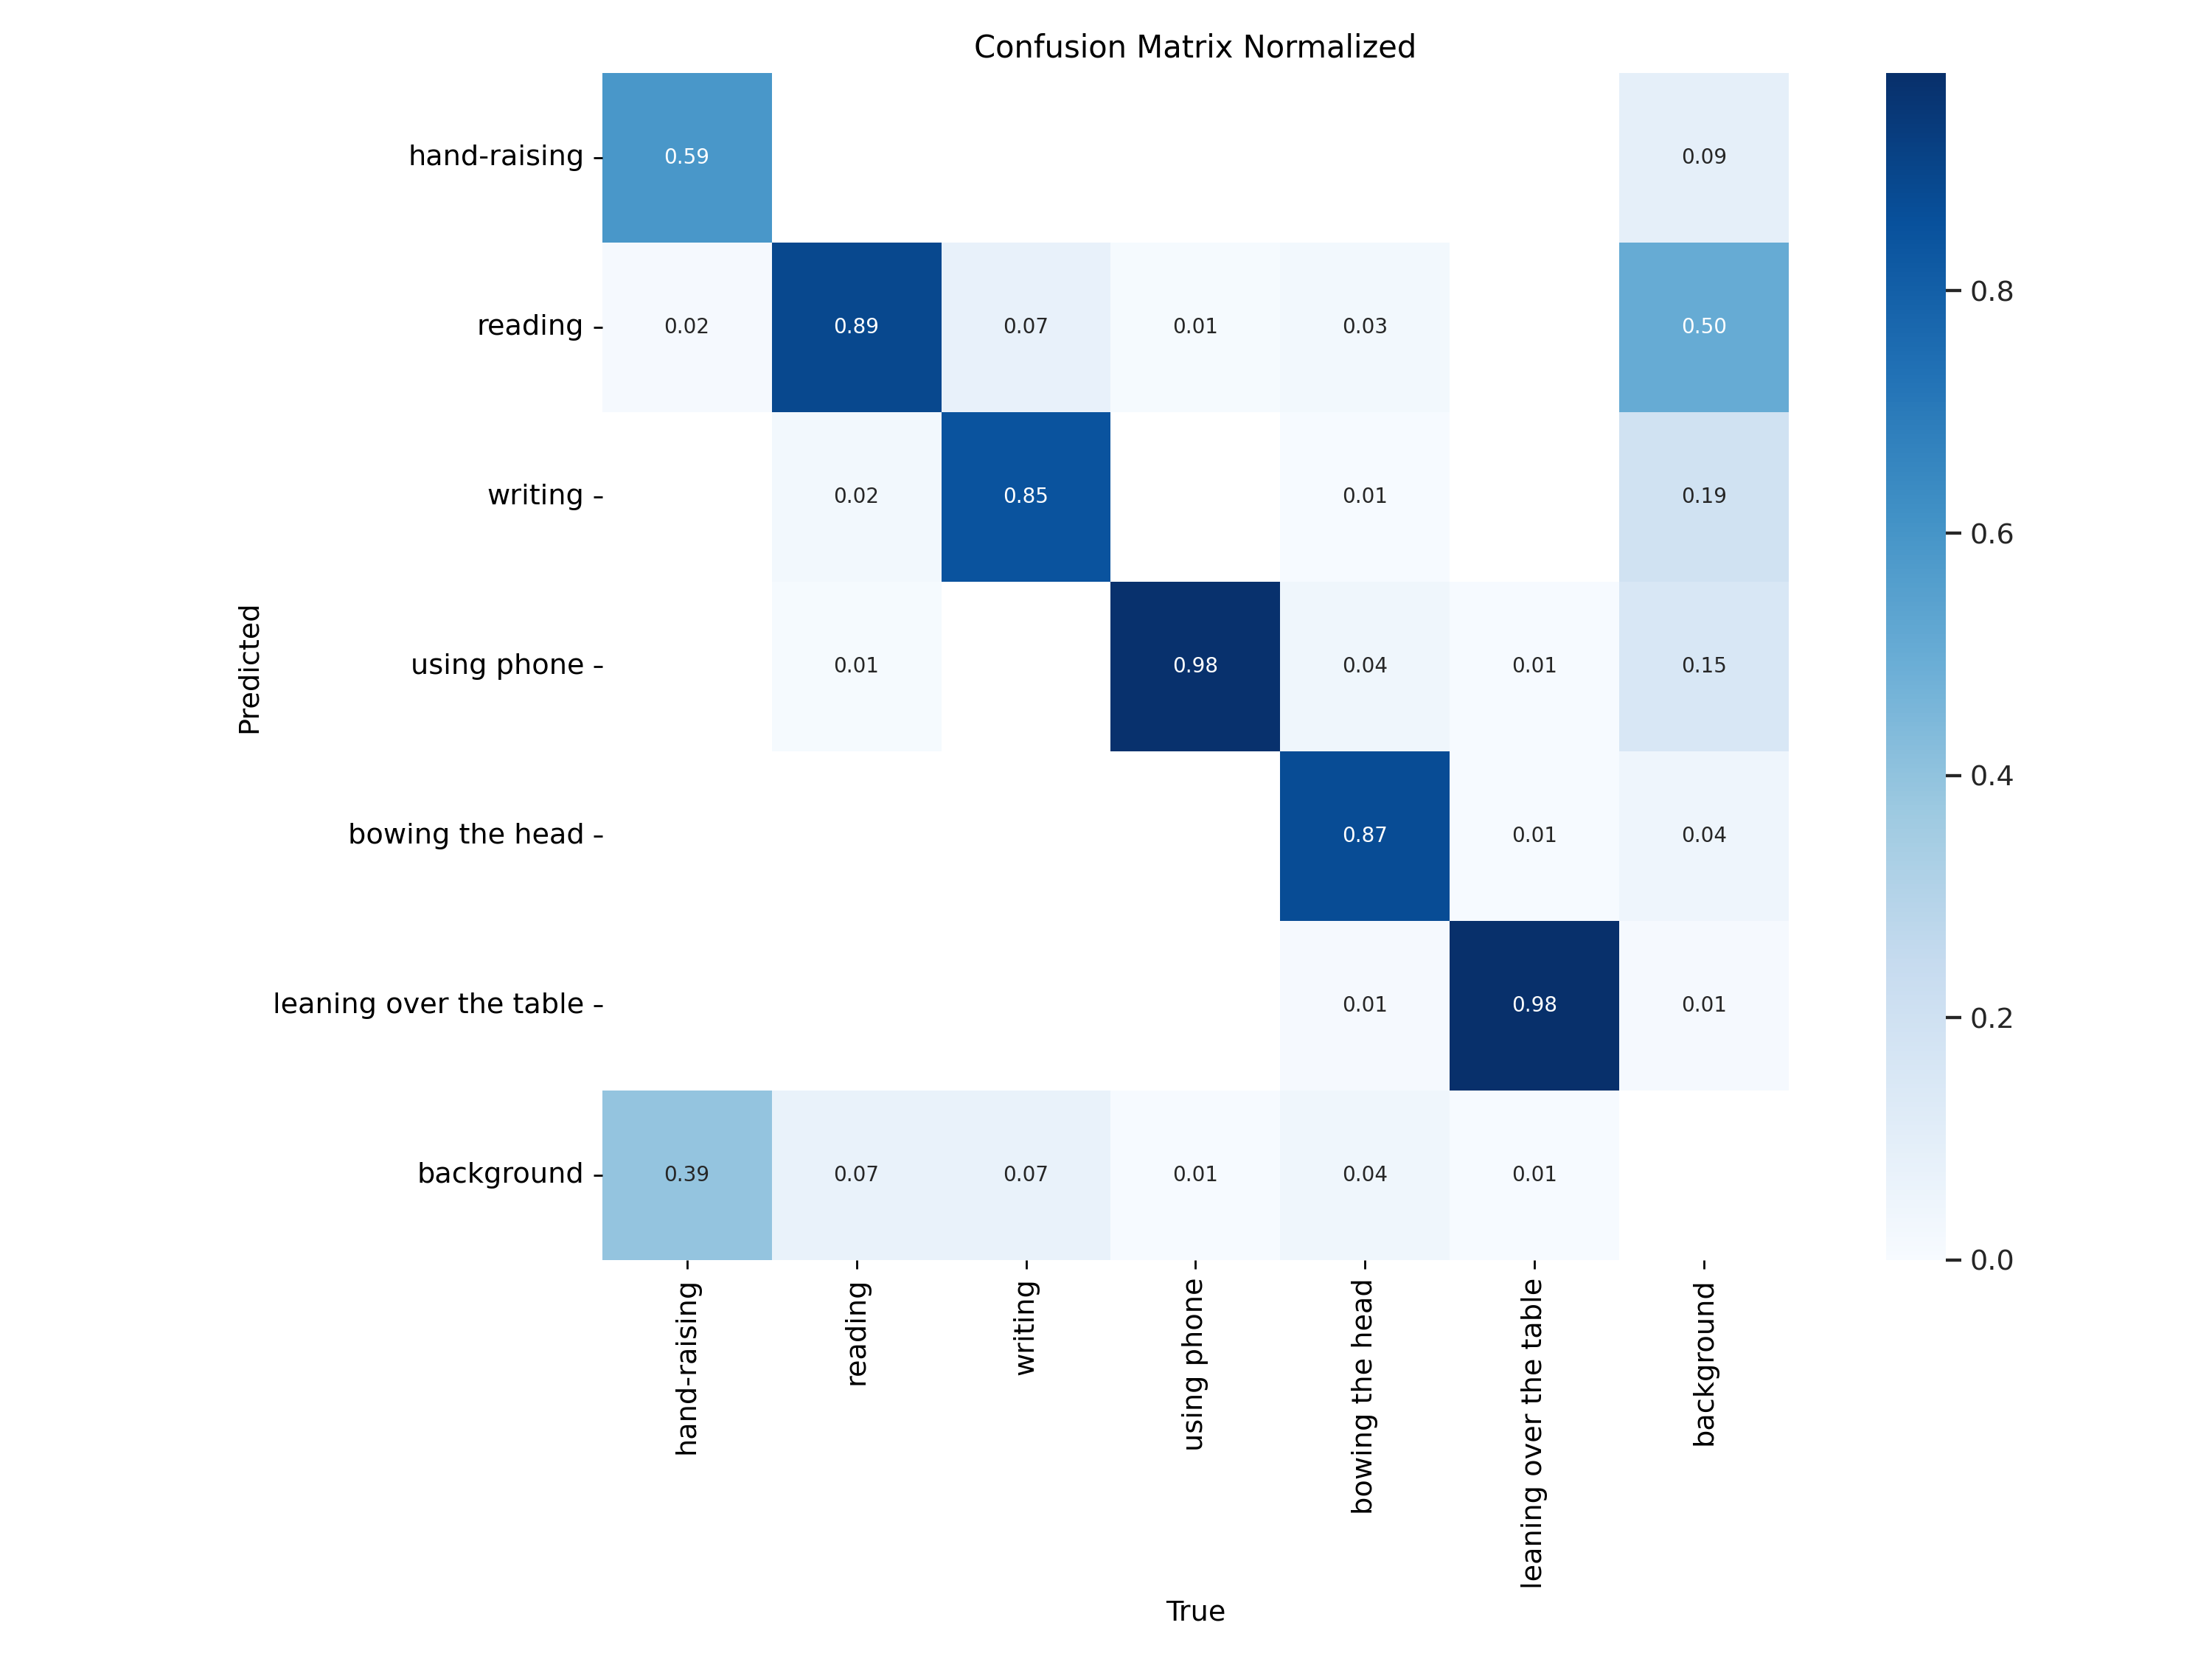 Confusion Matrix Normalized
hand-raising 0.59 0.09
reading 0.02 0.89 0.07 0.01 0.03 0.50 0.8
writing 0.02 0.85 0.01 0.19 0.6
Predicted
using phone 0.01 0.98 0.04 0.01 0.15
bowing the head 0.87 0.01 0.04 0.4
leaning over the table 0.01 0.98 0.01 0.2
background 0.39 0.07 0.07 0.01 0.04 0.01
0.0
hand-raising
reading
writing
using phone
bowing the head
leaning over the table
background
True